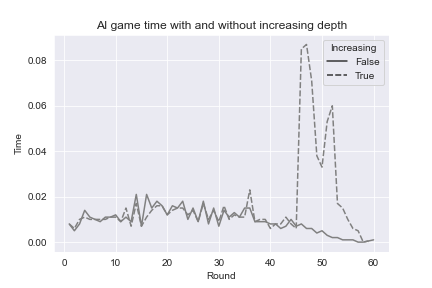 AI game time with and without increasing depth
Increasing
False
True
0.08
0.06
0.04
0.02
0.00
Time
0
10
20
30
40
50
60
Round